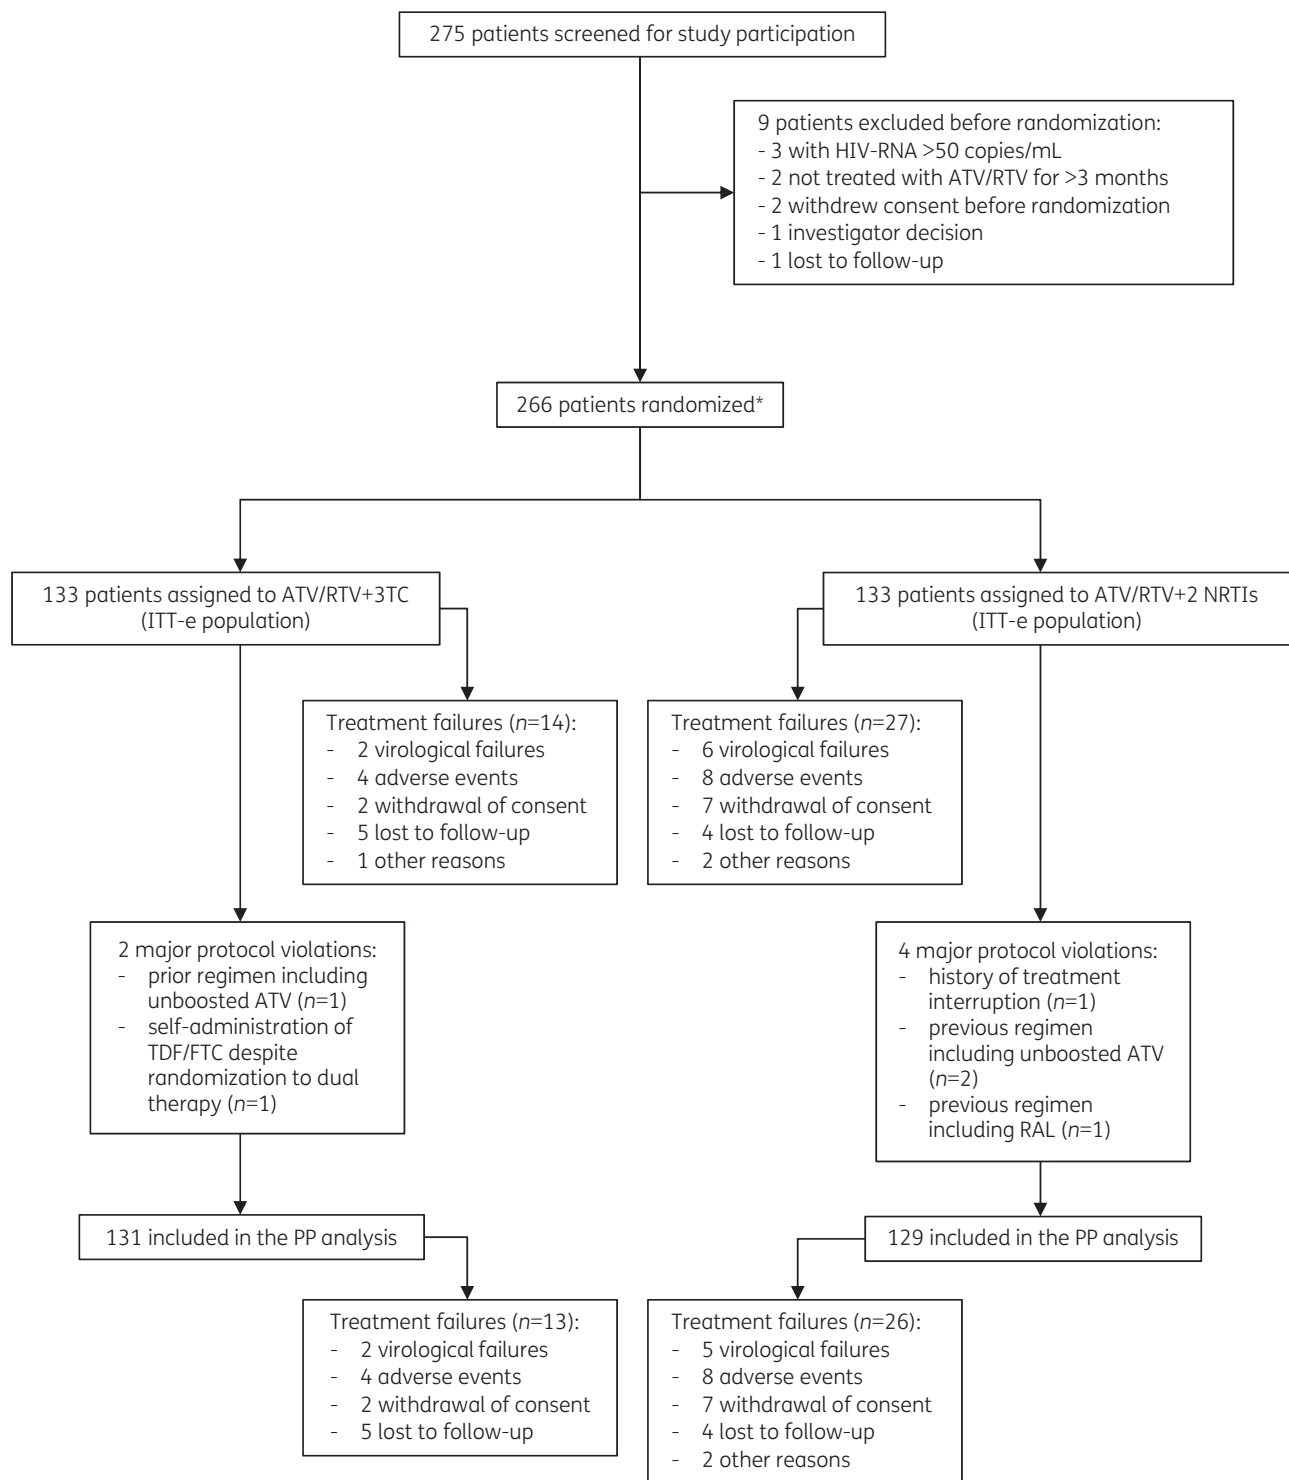 275 patients screened for study participation
9 patients excluded before randomization:
- 3 with HIV-RNA >50 copies/mL
- 2 not treated with ATV/RTV for >3 months
- 2 withdrew consent before randomization
- 1 investigator decision
- 1 lost to follow-up
266 patients randomized*
133 patients assigned to ATV/RTV+3TC
(ITT-e population)
133 patients assigned to ATV/RTV+2 NRTIs
(ITT-e population)
Treatment failures (n=14):
- 2 virological failures
- 4 adverse events
- 2 withdrawal of consent
- 5 lost to follow-up
- 1 other reasons
Treatment failures (n=27):
- 6 virological failures
- 8 adverse events
- 7 withdrawal of consent
- 4 lost to follow-up
- 2 other reasons
2 major protocol violations:
- prior regimen including
unboosted ATV (n=1)
- self-administration of
TDF/FTC despite
randomization to dual
therapy (n=1)
4 major protocol violations:
- history of treatment
interruption (n=1)
- previous regimen
including unboosted ATV
(n=2)
- previous regimen
including RAL (n=1)
131 included in the PP analysis
129 included in the PP analysis
Treatment failures (n=13):
- 2 virological failures
- 4 adverse events
- 2 withdrawal of consent
- 5 lost to follow-up
Treatment failures (n=26):
- 5 virological failures
- 8 adverse events
- 7 withdrawal of consent
- 4 lost to follow-up
- 2 other reasons